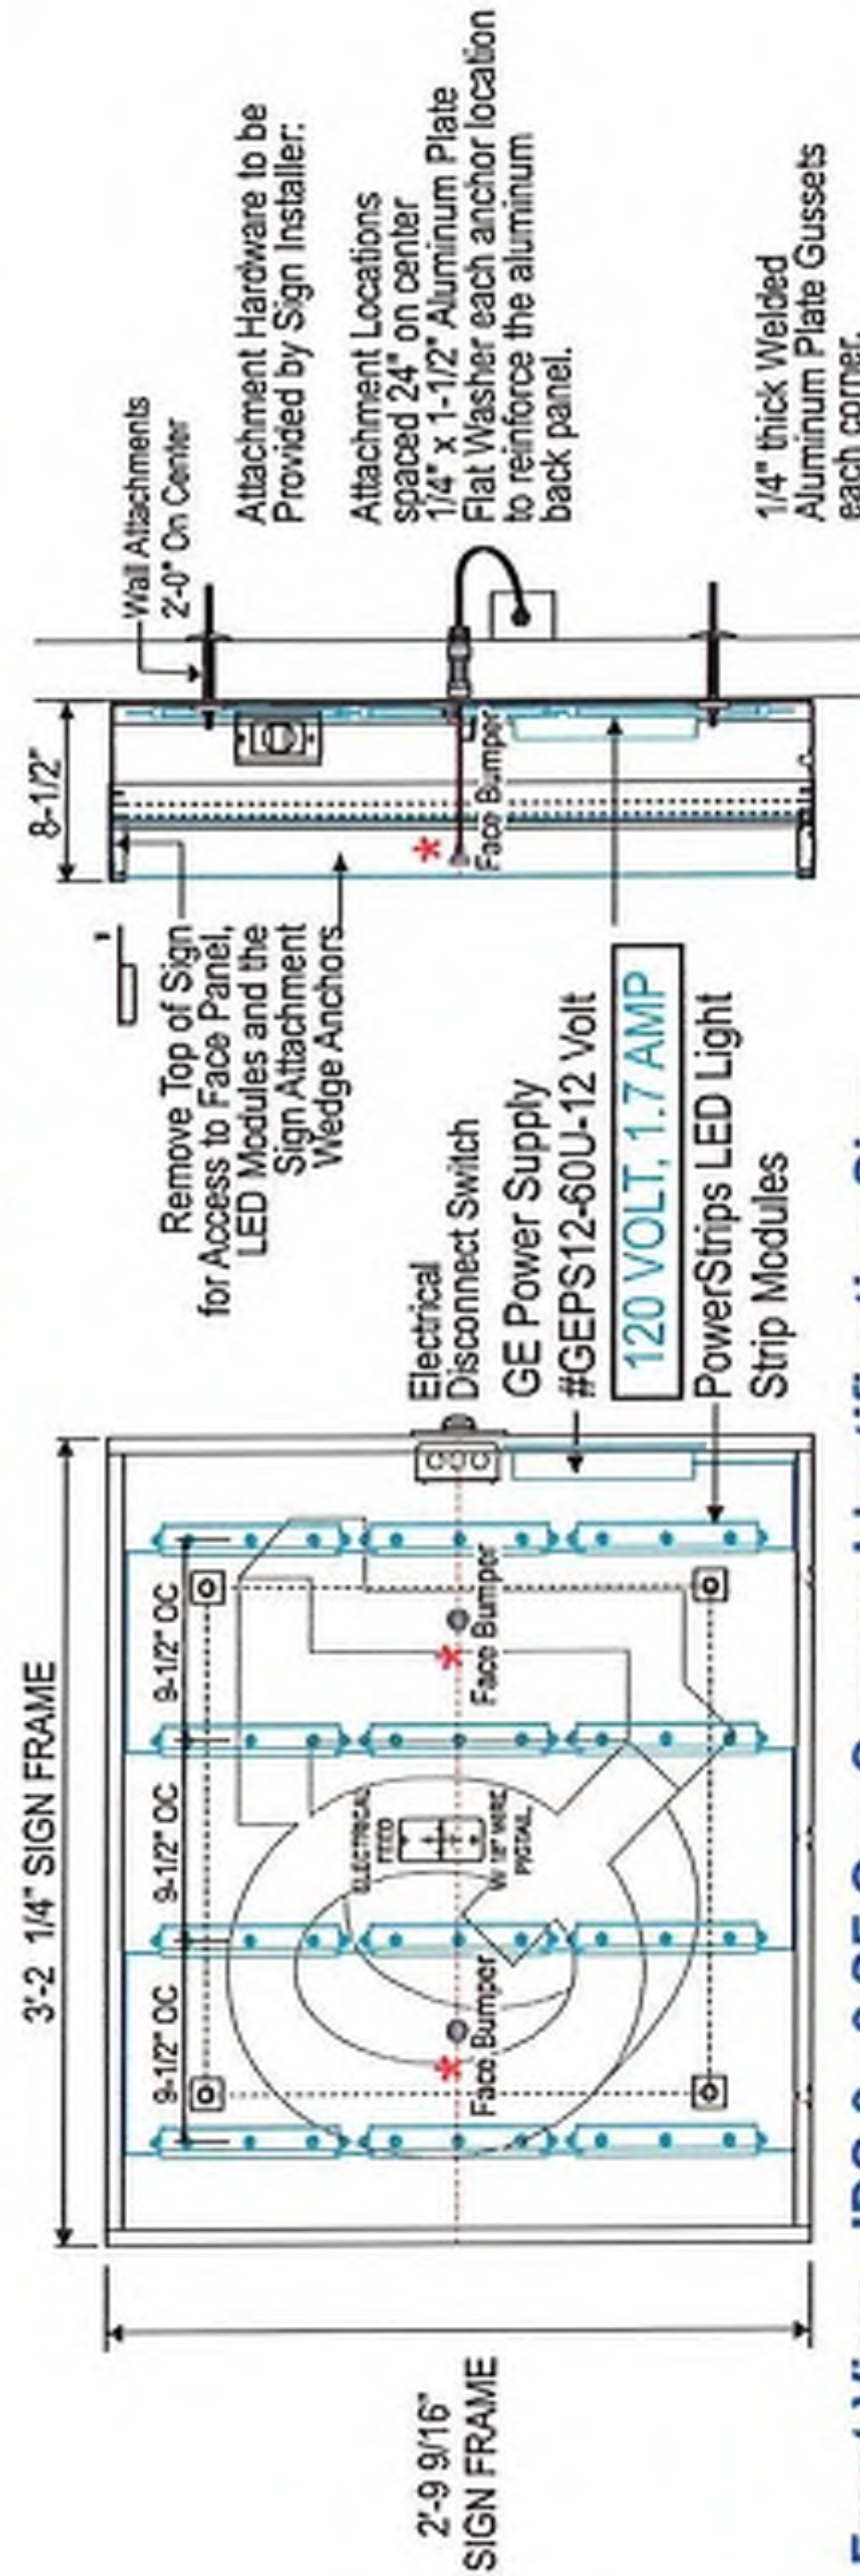 3'-2 1/4" SIGN FRAME
2'-9 9/16"
SIGN FRAME
9-1/2" OC
9-1/2" OC
9-1/2" OC
Face Bumper
*
ELECTRICAL
FEED
W/ 18" WIRE
PIGTAIL
Face Bumper
*
Electrical
Disconnect Switch
GE Power Supply
#GEPS12-60U-12 Volt
120 VOLT, 1.7 AMP
PowerStrips LED Light
Strip Modules
Remove Top of Sign
for Access to Face Panel,
LED Modules and the
Sign Attachment
Wedge Anchors
8-1/2"
*
Face Bumper
Wall Attachments
2'-0" On Center
Attachment Hardware to be
Provided by Sign Installer:
Attachment Locations
spaced 24" on center
1/4" x 1-1/2" Aluminum Plate
Flat Washer each anchor location
to reinforce the aluminum
back panel.
1/4" thick Welded
Aluminum Plate Gussets
each corner.